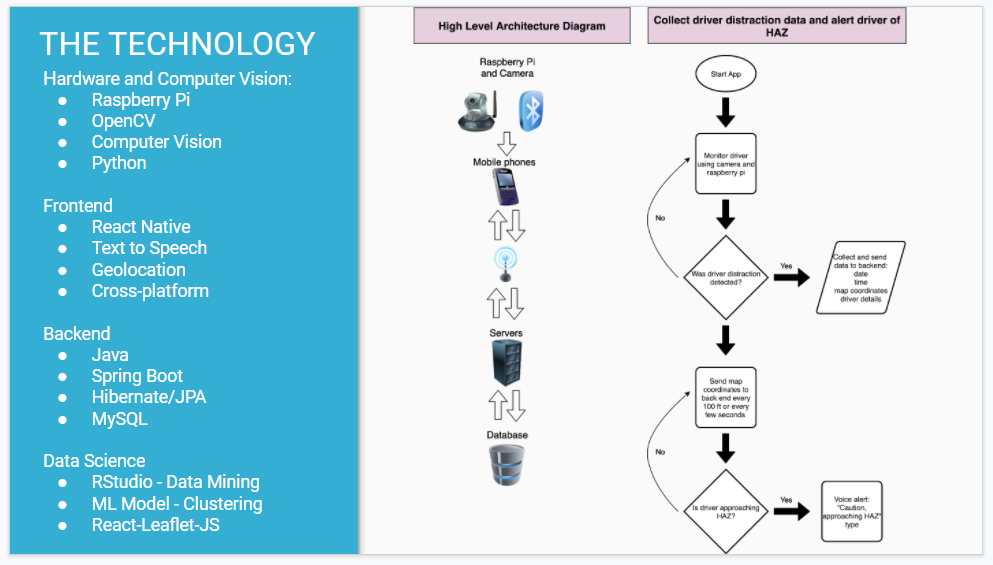 THE TECHNOLOGY
Hardware and Computer Vision:
● Raspberry Pi
● OpenCV
● Computer Vision
● Python
Frontend
● React Native
● Text to Speech
● Geolocation
● Cross-platform
Backend
● Java
● Spring Boot
● Hibernate/JPA
● MySQL
Data Science
● RStudio - Data Mining
● ML Model - Clustering
● React-Leaflet-JS
High Level Architecture Diagram
Raspberry Pi
and Camera
Mobile phones
Servers
Database
Collect driver distraction data and alert driver of
HAZ
Start App
Monitor driver
using camera and
raspberry pi
No
Was driver distraction
detected?
Yes
Collect and send
data to backend:
date
time
map coordinates
driver details
Send map
coordinates to
back end every
100 ft or every
few seconds
No
Is driver approaching
HAZ?
Yes
Voice alert:
"Caution,
approaching HAZ"
type